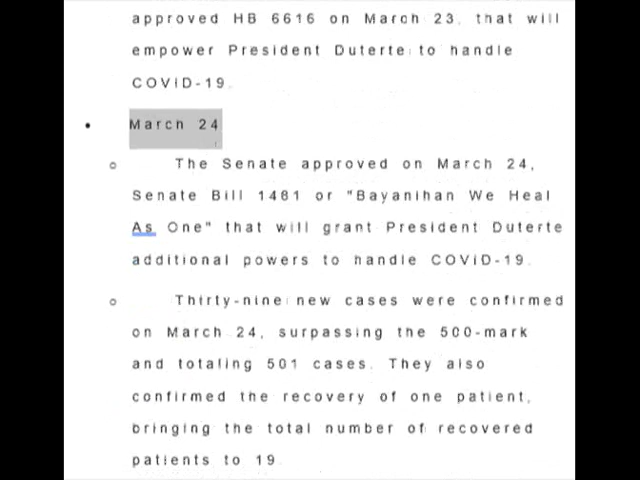 approved HB 6616 on March 23, that will
empower President Duterte to handle
COVID-19.
• March 24
o The Senate approved on March 24,
Senate Bill 1481 or "Bayanihan We Heal
As One" that will grant President Duterte
additional powers to handle COVID-19.
o Thirty-nine new cases were confirmed
on March 24, surpassing the 500-mark
and totaling 501 cases. They also
confirmed the recovery of one patient,
bringing the total number of recovered
patients to 19.